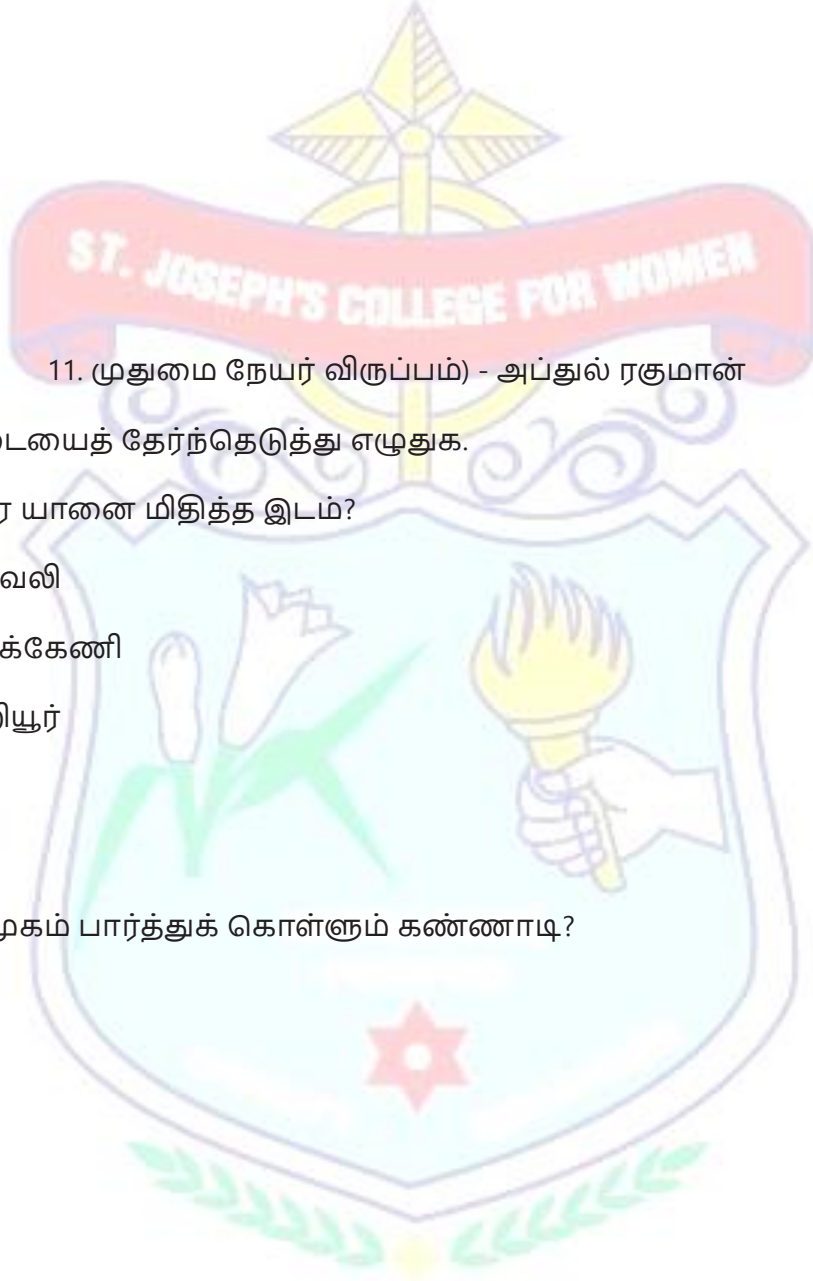 ST. JOSEPH'S COLLEGE FOR WOMEN
11. முதுமை நேயர் விருப்பம்) - அப்துல் ரகுமான்
டையைத் தேர்ந்தெடுத்து எழுதுக.
ர யானை மிதித்த இடம்?
வலி
க்கேணி
ியூர்
முகம் பார்த்துக் கொள்ளும் கண்ணாடி?